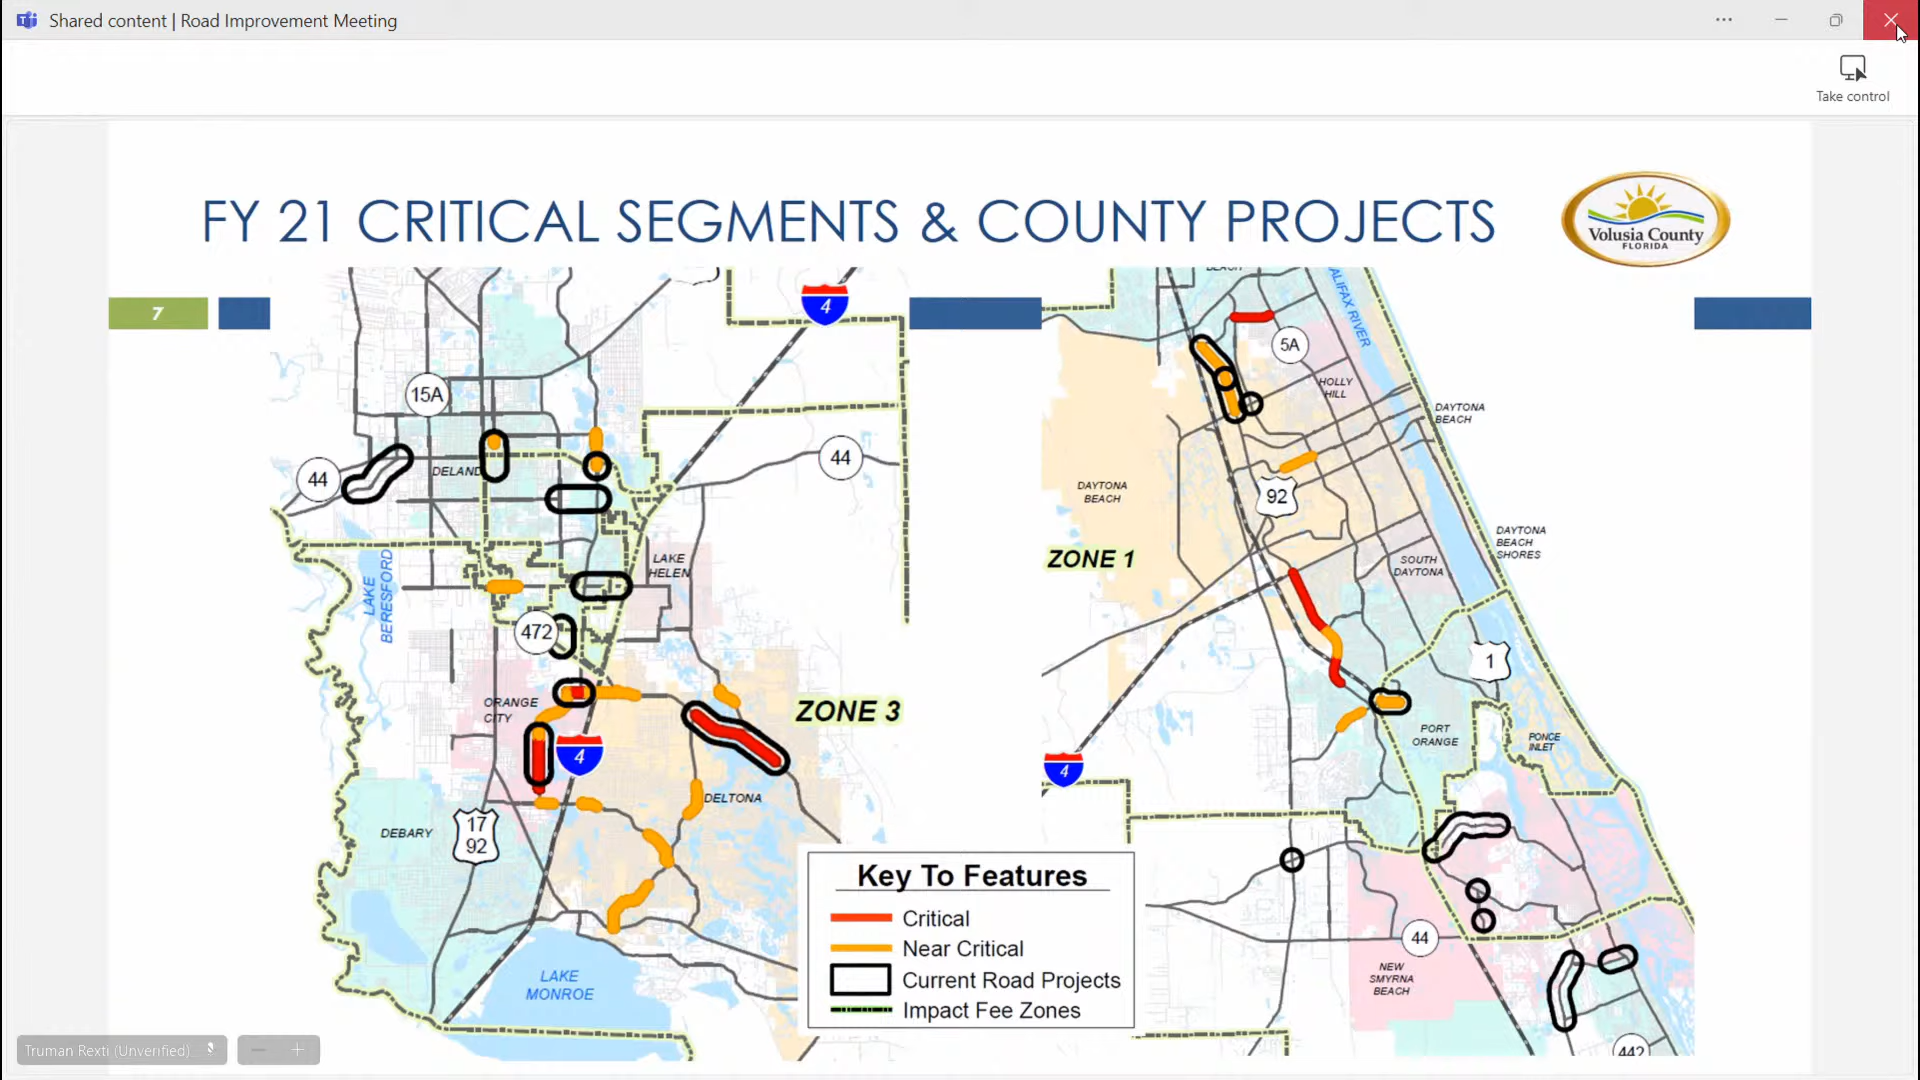 Shared content | Road Improvement Meeting
Take control
FY 21 CRITICAL SEGMENTS & COUNTY PROJECTS
Volusia County
FLORIDA
7
4
15A
44
DELAND
44
LAKE
BERESFORD
LAKE
HELEN
472
ORANGE
CITY
ZONE 3
4
DELTONA
DEBARY
17
92
LAKE
MONROE
BEACH
ALIFAX RIVER
5A
HOLLY
HILL
DAYTONA
BEACH
DAYTONA
BEACH
92
DAYTONA
BEACH
SHORES
ZONE 1
SOUTH
DAYTONA
1
PORT
ORANGE
PONCE
INLET
4
44
NEW
SMYRNA
BEACH
442
Key To Features
Critical
Near Critical
Current Road Projects
Impact Fee Zones
Truman Rexti (Unverified)